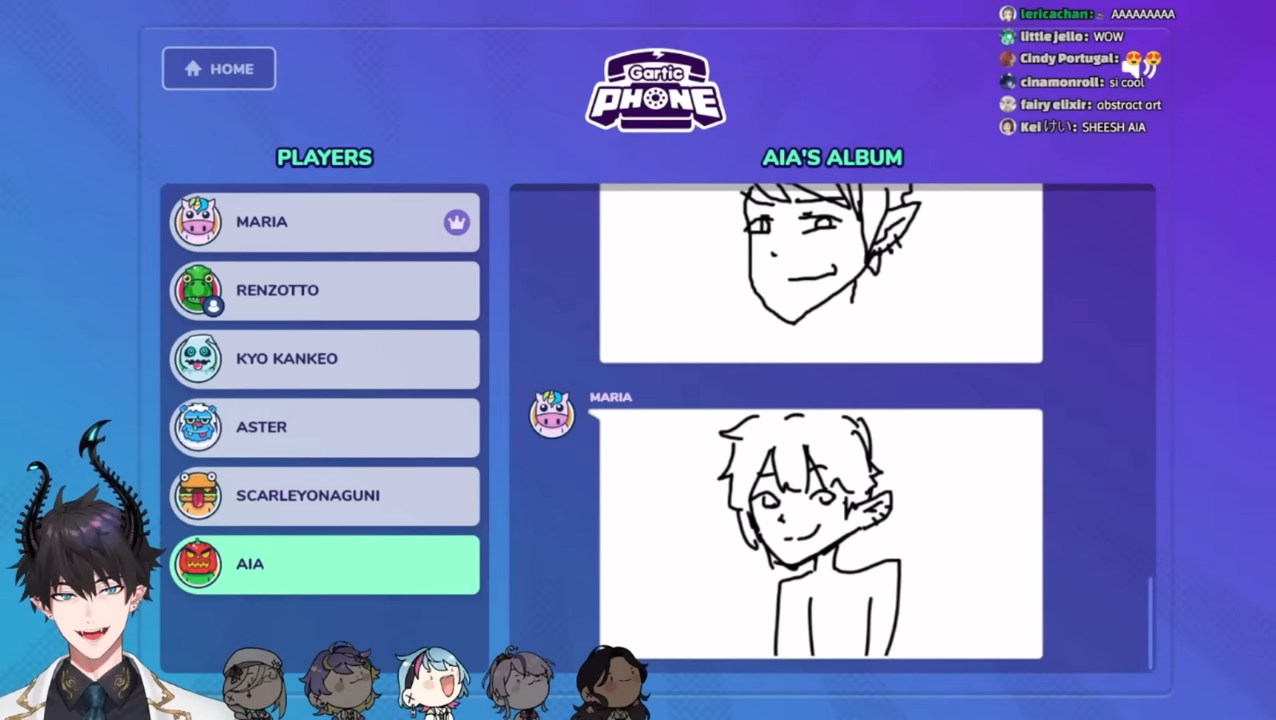 lericachan: AAAAAAAAA
little jello: WOW
Cindy Portugal: 😍😍
cinamonroll: si cool
fairy elixir: abstract art
Kei けい: SHEESH AIA
HOME
Gartic
PHONE
PLAYERS
AIA'S ALBUM
MARIA
RENZOTTO
KYO KANKEO
ASTER
SCARLEYONAGUNI
AIA
MARIA